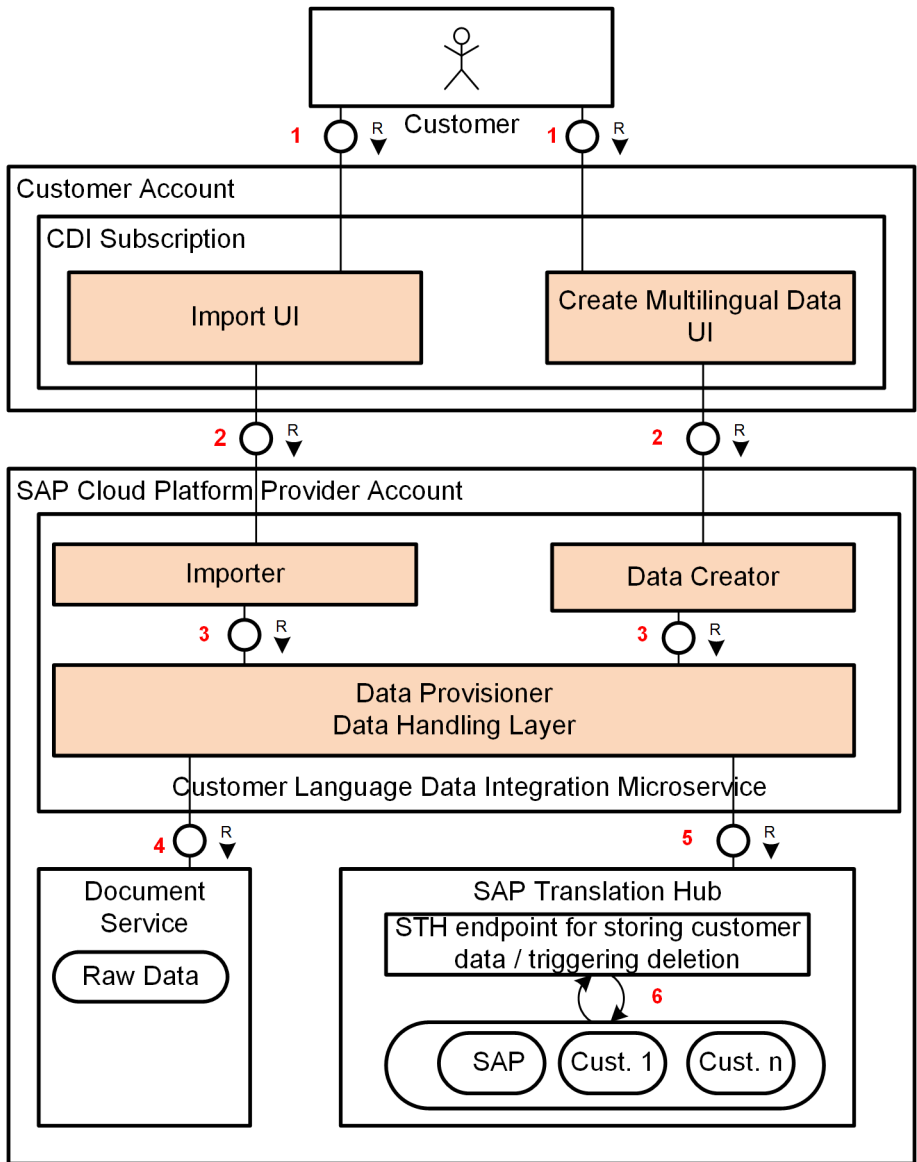 1
R
Customer
1
R
Customer Account
CDI Subscription
Import UI
Create Multilingual Data
UI
2
R
2
R
SAP Cloud Platform Provider Account
Importer
Data Creator
3
R
3
R
Data Provisioner
Data Handling Layer
Customer Language Data Integration Microservice
4
R
5
R
Document
Service
Raw Data
SAP Translation Hub
STH endpoint for storing customer
data / triggering deletion
6
SAP
Cust. 1
Cust. n